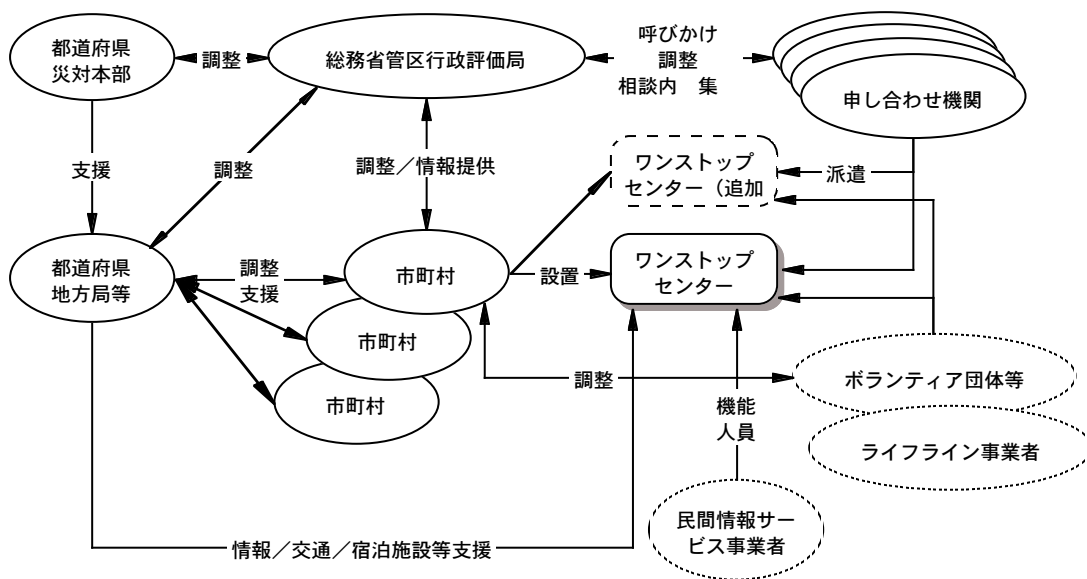 都道府県
災対本部
調整
総務省管区行政評価局
呼びかけ
調整
相談内　集
申し合わせ機関
支援
調整
調整／情報提供
ワンストップ
センター（追加
派遣
都道府県
地方局等
調整
支援
市町村
設置
ワンストップ
センター
市町村
市町村
調整
ボランティア団体等
機能
人員
ライフライン事業者
民間情報サー
ビス事業者
情報／交通／宿泊施設等支援